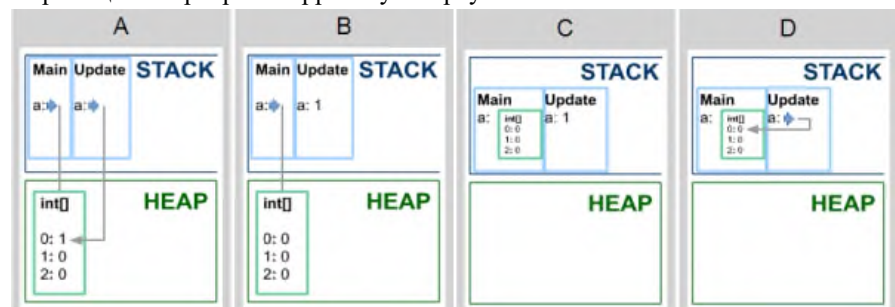 A B C D
Main Update STACK
a: a:
int[] HEAP
0: 1
1: 0
2: 0
Main Update STACK
a: a: 1
int[] HEAP
0: 0
1: 0
2: 0
STACK
Main Update
a: int[] a: 1
0: 0
1: 0
2: 0
HEAP
STACK
Main Update
a: int[] a:
0: 0
1: 0
2: 0
HEAP